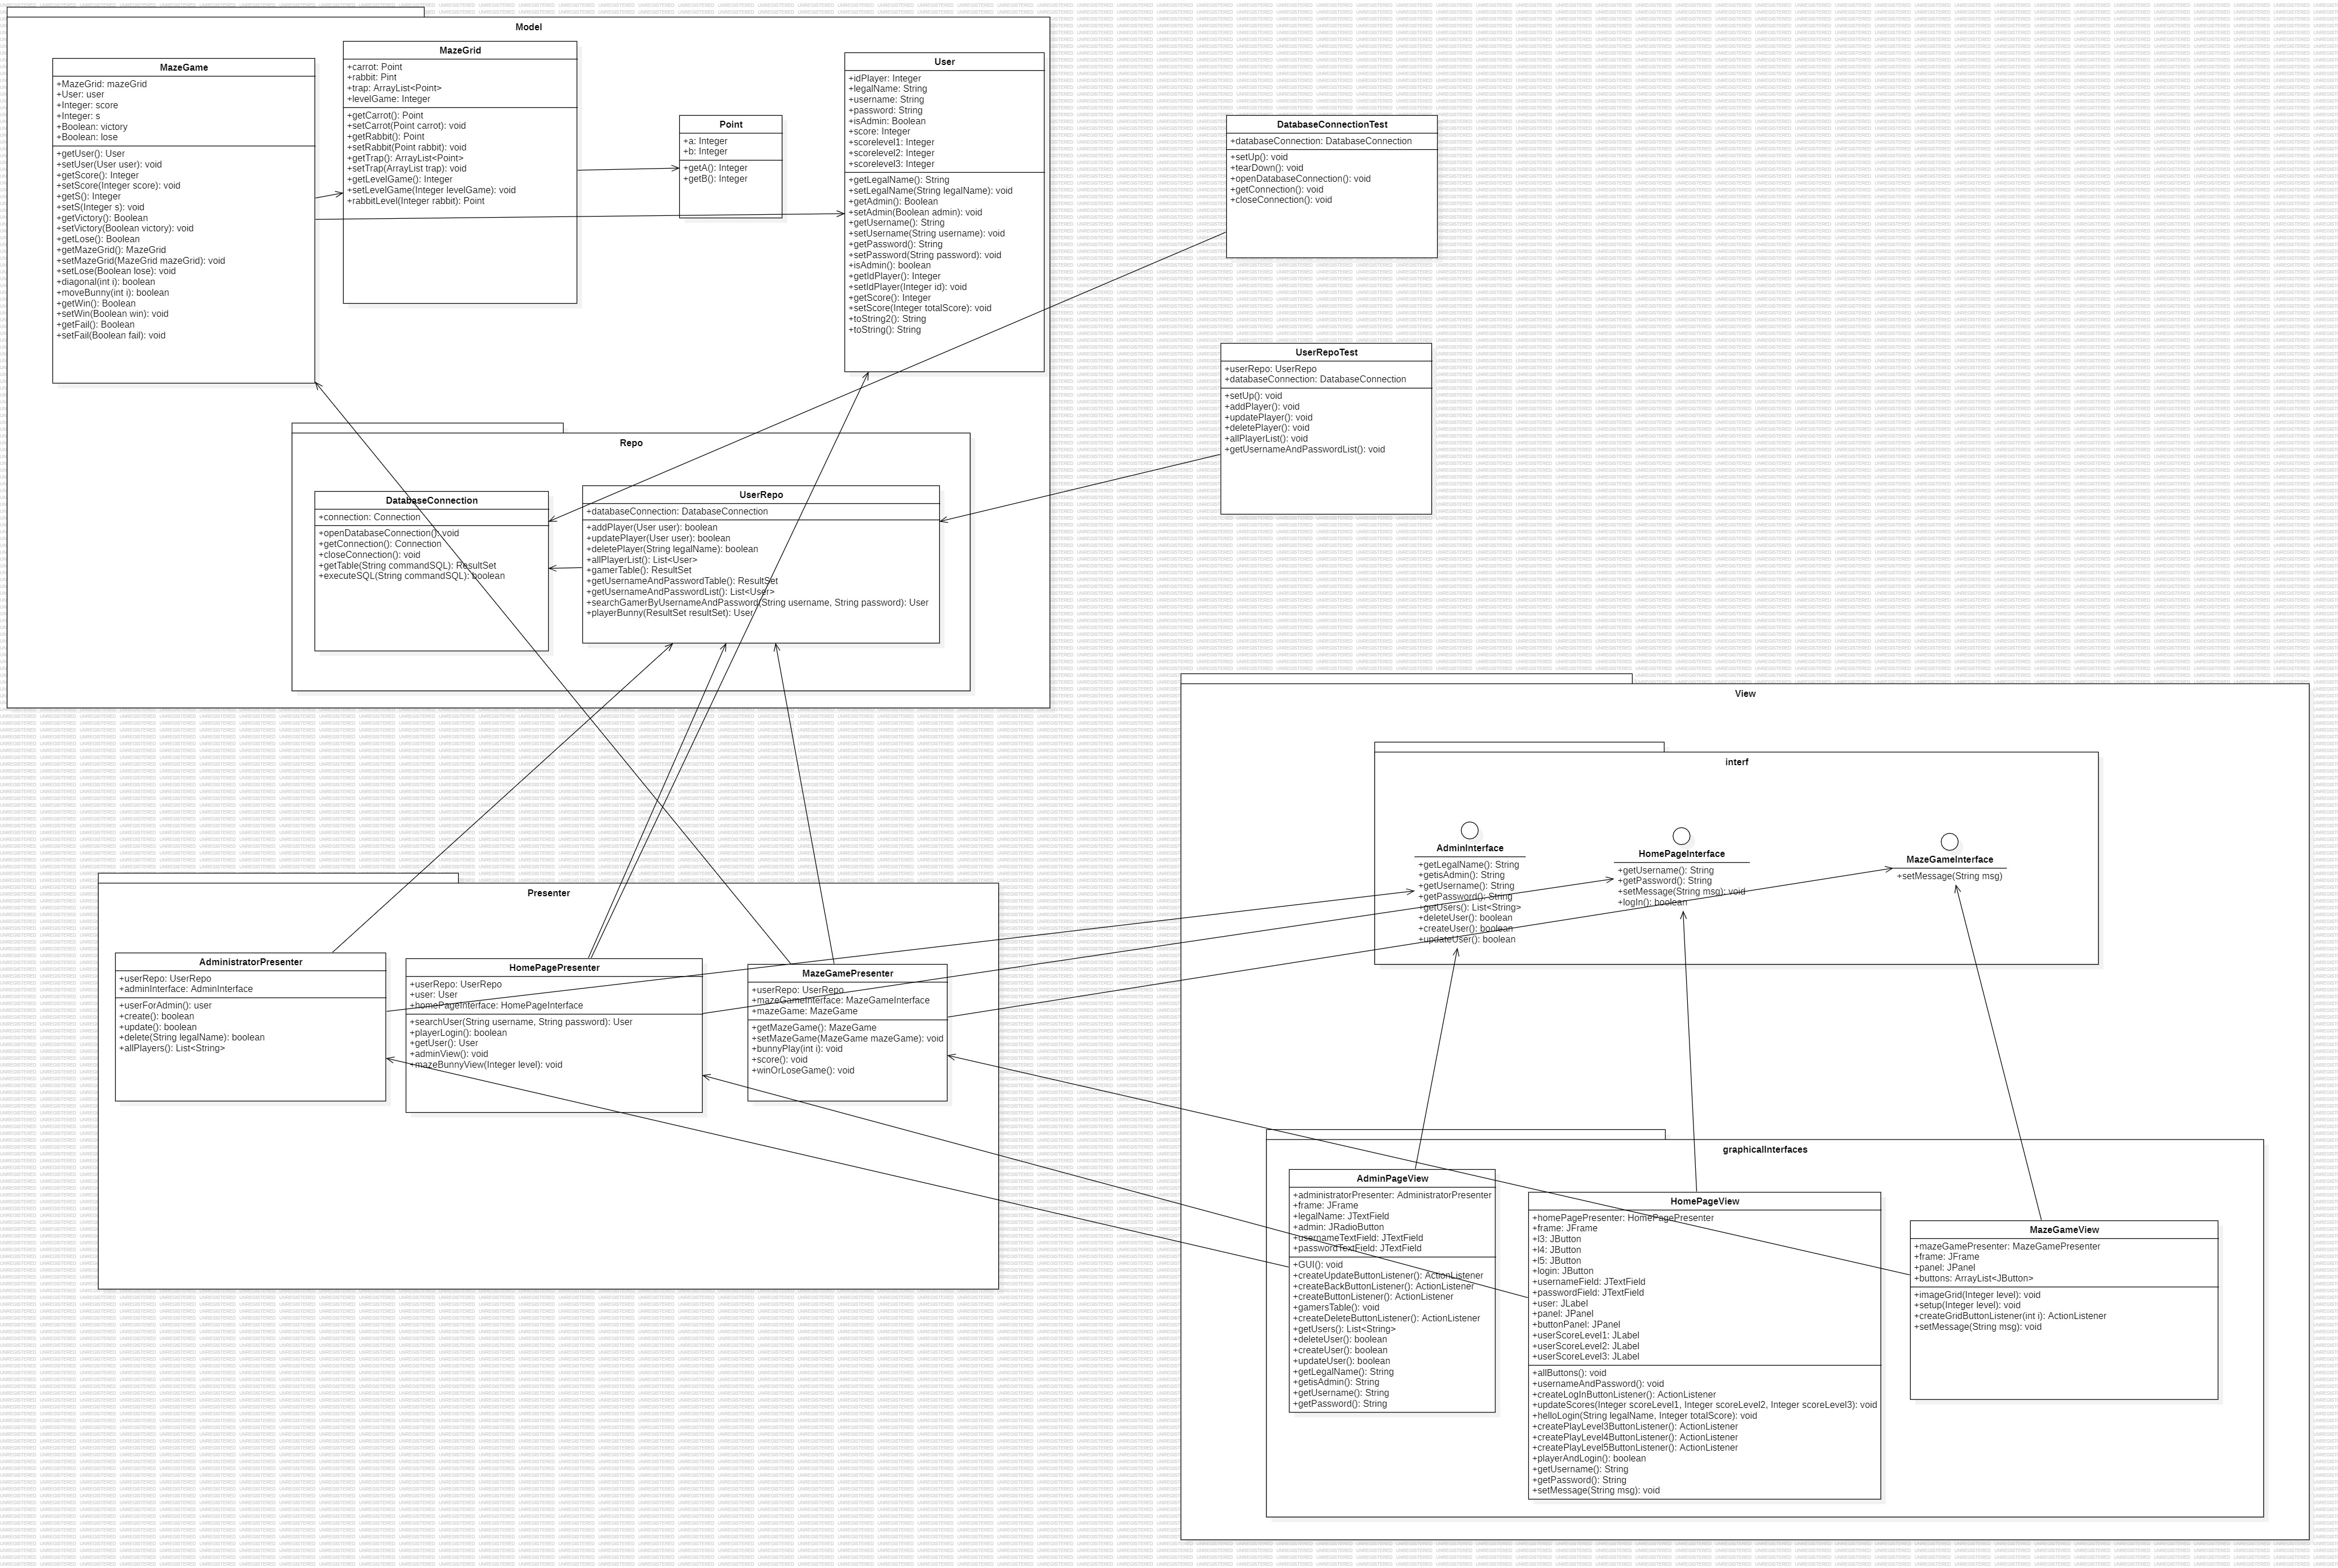 Model
MazeGame
+MazeGrid: mazeGrid
+User: user
+Integer: score
+Integer: s
+Boolean: victory
+Boolean: lose
+getUser(): User
+setUser(User user): void
+getScore(): Integer
+setScore(Integer score): void
+getS(): Integer
+setS(Integer s): void
+getVictory(): Boolean
+setVictory(Boolean victory): void
+getLose(): Boolean
+getMazeGrid(): MazeGrid
+setMazeGrid(MazeGrid mazeGrid): void
+setLose(Boolean lose): void
+diagonal(int i): boolean
+moveBunny(int i): boolean
+getWin(): Boolean
+setWin(Boolean win): void
+getFail(): Boolean
+setFail(Boolean fail): void
MazeGrid
+carrot: Point
+rabbit: Pint
+trap: ArrayList<Point>
+levelGame: Integer
+getCarrot(): Point
+setCarrot(Point carrot): void
+getRabbit(): Point
+setRabbit(Point rabbit): void
+getTrap(): ArrayList<Point>
+setTrap(ArrayList trap): void
+getLevelGame(): Integer
+setLevelGame(Integer levelGame): void
+rabbitLevel(Integer rabbit): Point
Point
+a: Integer
+b: Integer
+getA(): Integer
+getB(): Integer
User
+idPlayer: Integer
+legalName: String
+username: String
+password: String
+isAdmin: Boolean
+score: Integer
+scorelevel1: Integer
+scorelevel2: Integer
+scorelevel3: Integer
+getLegalName(): String
+setLegalName(String legalName): void
+getAdmin(): Boolean
+setAdmin(Boolean admin): void
+getUsername(): String
+setUsername(String username): void
+getPassword(): String
+setPassword(String password): void
+isAdmin(): boolean
+getIdPlayer(): Integer
+setIdPlayer(Integer id): void
+getScore(): Integer
+setScore(Integer totalScore): void
+toString2(): String
+toString(): String
DatabaseConnectionTest
+databaseConnection: DatabaseConnection
+setUp(): void
+tearDown(): void
+openDatabaseConnection(): void
+getConnection(): void
+closeConnection(): void
UserRepoTest
+userRepo: UserRepo
+databaseConnection: DatabaseConnection
+setUp(): void
+addPlayer(): void
+updatePlayer(): void
+deletePlayer(): void
+allPlayerList(): void
+getUsernameAndPasswordList(): void
Repo
DatabaseConnection
+connection: Connection
+openDatabaseConnection(): void
+getConnection(): Connection
+closeConnection(): void
+getTable(String commandSQL): ResultSet
+executeSQL(String commandSQL): boolean
UserRepo
+databaseConnection: DatabaseConnection
+addPlayer(User user): boolean
+updatePlayer(User user): boolean
+deletePlayer(String legalName): boolean
+allPlayerList(): List<User>
+gamerTable(): ResultSet
+getUsernameAndPasswordTable(): ResultSet
+getUsernameAndPasswordList(): List<User>
+searchGamerByUsernameAndPassword(String username, String password): User
+playerBunny(ResultSet resultSet): User
Presenter
AdministratorPresenter
+userRepo: UserRepo
+adminInterface: AdminInterface
+userForAdmin(): user
+create(): boolean
+update(): boolean
+delete(String legalName): boolean
+allPlayers(): List<String>
HomePagePresenter
+userRepo: UserRepo
+user: User
+homePageInterface: HomePageInterface
+searchUser(String username, String password): User
+playerLogin(): boolean
+getUser(): User
+adminView(): void
+mazeBunnyView(Integer level): void
MazeGamePresenter
+userRepo: UserRepo
+mazeGameInterface: MazeGameInterface
+mazeGame: MazeGame
+getMazeGame(): MazeGame
+setMazeGame(MazeGame mazeGame): void
+bunnyPlay(int i): void
+score(): void
+winOrLoseGame(): void
View
interf
AdminInterface
+getLegalName(): String
+getisAdmin(): String
+getUsername(): String
+getPassword(): String
+getUsers(): List<String>
+deleteUser(): boolean
+createUser(): boolean
+updateUser(): boolean
HomePageInterface
+getUsername(): String
+getPassword(): String
+setMessage(String msg): void
+logIn(): boolean
MazeGameInterface
+setMessage(String msg)
graphicalInterfaces
AdminPageView
+administratorPresenter: AdministratorPresenter
+frame: JFrame
+legalName: JTextField
+admin: JRadioButton
+usernameTextField: JTextField
+passwordTextField: JTextField
+GUI(): void
+createUpdateButtonListener(): ActionListener
+createBackButtonListener(): ActionListener
+createButtonListener(): ActionListener
+gamersTable(): void
+createDeleteButtonListener(): ActionListener
+getUsers(): List<String>
+deleteUser(): boolean
+createUser(): boolean
+updateUser(): boolean
+getLegalName(): String
+getisAdmin(): String
+getUsername(): String
+getPassword(): String
HomePageView
+homePagePresenter: HomePagePresenter
+frame: JFrame
+l3: JButton
+l4: JButton
+l5: JButton
+login: JButton
+usernameField: JTextField
+passwordField: JTextField
+user: JLabel
+panel: JPanel
+buttonPanel: JPanel
+userScoreLevel1: JLabel
+userScoreLevel2: JLabel
+userScoreLevel3: JLabel
+allButtons(): void
+usernameAndPassword(): void
+createLogInButtonListener(): ActionListener
+updateScores(Integer scoreLevel1, Integer scoreLevel2, Integer scoreLevel3): void
+helloLogin(String legalName, Integer totalScore): void
+createPlayLevel3ButtonListener(): ActionListener
+createPlayLevel4ButtonListener(): ActionListener
+createPlayLevel5ButtonListener(): ActionListener
+playerAndLogin(): boolean
+getUsername(): String
+getPassword(): String
+setMessage(String msg): void
MazeGameView
+mazeGamePresenter: MazeGamePresenter
+frame: JFrame
+panel: JPanel
+buttons: ArrayList<JButton>
+imageGrid(Integer level): void
+setup(Integer level): void
+createGridButtonListener(int i): ActionListener
+setMessage(String msg): void
UNREGISTERED